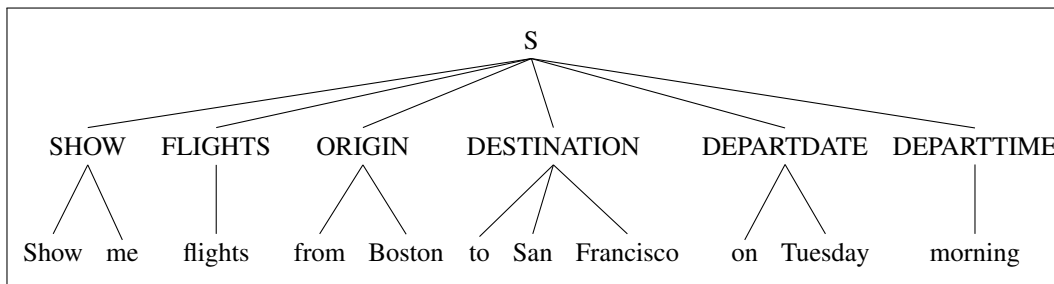 S
SHOW FLIGHTS ORIGIN DESTINATION DEPARTDATE DEPARTTIME
Show me flights from Boston to San Francisco on Tuesday morning